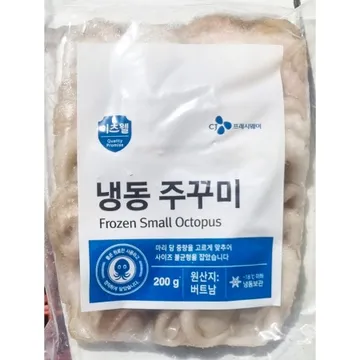 이츠웰
Quality
Promise
CJ 프레시웨이
냉동 주꾸미
Frozen Small Octopus
마리 당 중량을 고르게 맞추어
사이즈 불균형를 잡았습니다
200 g
원산지:
버트남
냉동보관